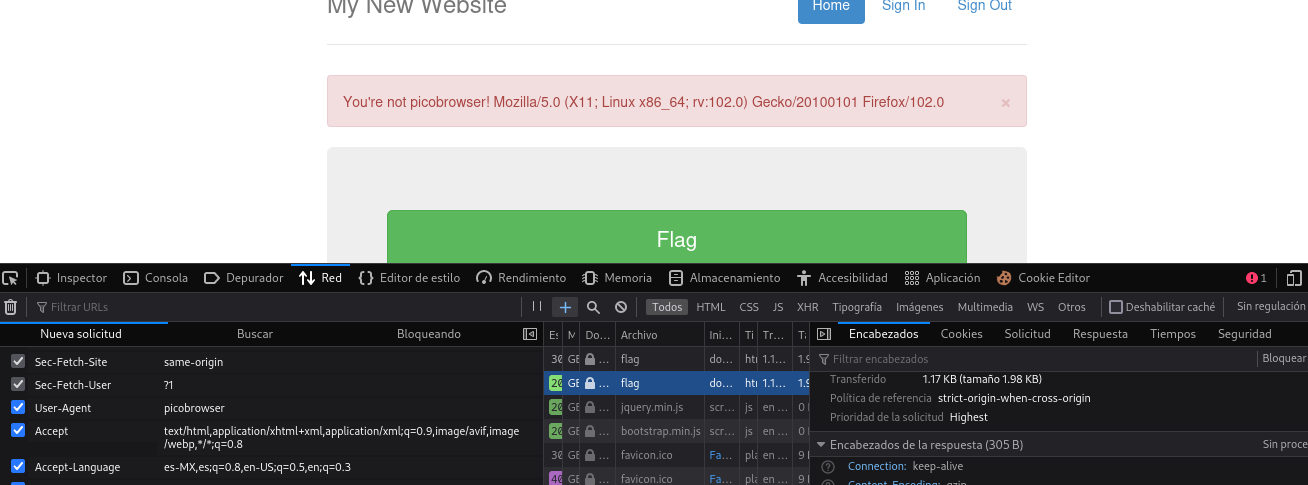 My New Website
Home Sign In Sign Out
You're not picobrowser! Mozilla/5.0 (X11; Linux x86_64; rv:102.0) Gecko/20100101 Firefox/102.0 ×
Flag
Inspector Consola Depurador Red Editor de estilo Rendimiento Memoria Almacenamiento Accesibilidad Aplicación Cookie Editor 1
Filtrar URLs Todos HTML CSS JS XHR Tipografía Imágenes Multimedia WS Otros Deshabilitar caché Sin regulación
Nueva solicitud Buscar Bloqueando
Sec-Fetch-Site same-origin
Sec-Fetch-User ?1
User-Agent picobrowser
Accept text/html,application/xhtml+xml,application/xml;q=0.9,image/avif,image
/webp,*/*;q=0.8
Accept-Language es-MX,es;q=0.8,en-US;q=0.5,en;q=0.3
Es M Do... Archivo Ini... Ti Tr... Ta
30 GE ... flag do... htr 1.1... 1.9
20 GE ... flag do... htr 1.1... 1.9
20 GE ... jquery.min.js scr... js en ... 0
20 GE ... bootstrap.min.js scr... js en ... 0
30 GE ... favicon.ico Fa... pla en ... 9
40 GE ... favicon.ico Fa... pla en ... 9
Encabezados Cookies Solicitud Respuesta Tiempos Seguridad
Filtrar encabezados Bloquear
Transferido 1.17 KB (tamaño 1.98 KB)
Política de referencia strict-origin-when-cross-origin
Prioridad de la solicitud Highest
Encabezados de la respuesta (305 B) Sin proce
Connection: keep-alive
Content-Encoding: gzip